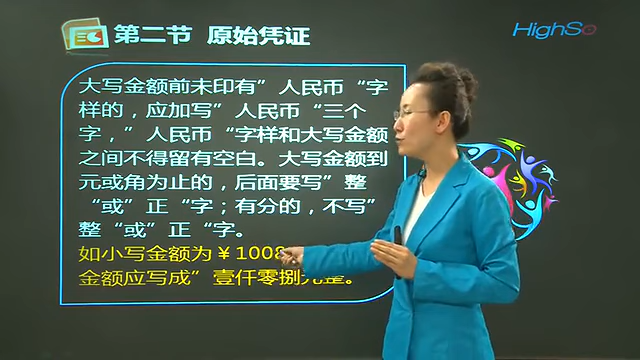 第二节 原始凭证
HighSo
大写金额前未印有”人民币“字
样的，应加写”人民币“三个
字，”人民币“字样和大写金额
之间不得留有空白。大写金额到
元或角为止的，后面要写”整
“或”正“字；有分的，不写”
整“或”正“字。
如小写金额为￥1008
金额应写成”壹仟零捌元整。